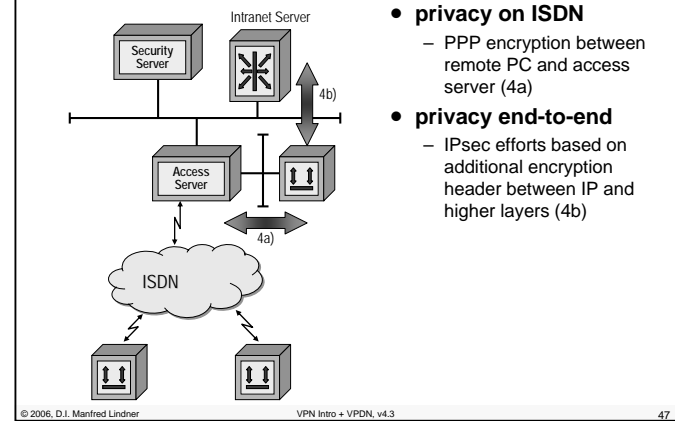 Intranet Server
Security
Server
4b)
Access
Server
4a)
ISDN
• privacy on ISDN
– PPP encryption between
remote PC and access
server (4a)
• privacy end-to-end
– IPsec efforts based on
additional encryption
header between IP and
higher layers (4b)
© 2006, D.I. Manfred Lindner
VPN Intro + VPDN, v4.3
47